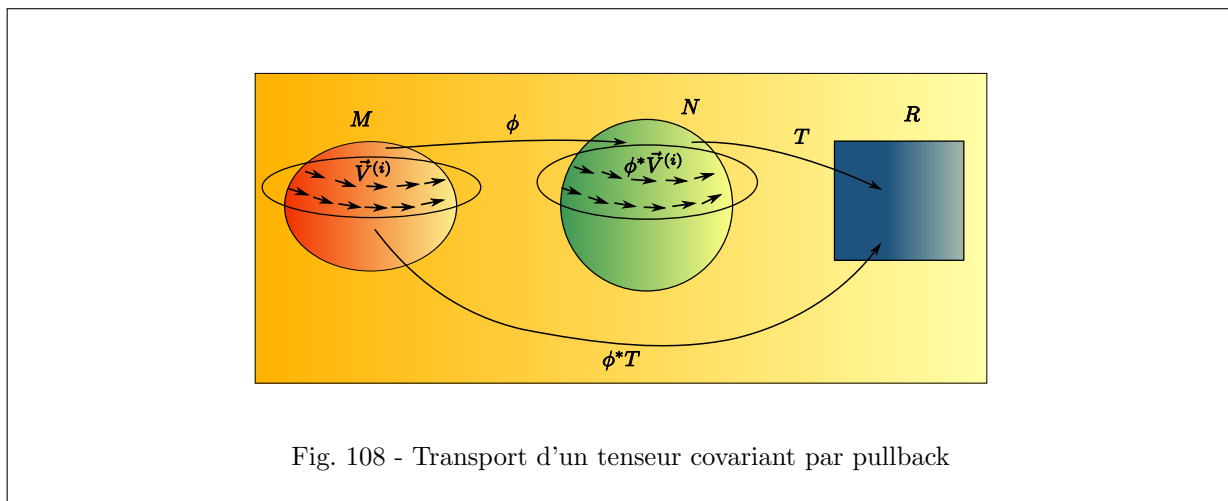 M
ϕ
N
T
R
V⃗⁽ⁱ⁾
ϕ*V⃗⁽ⁱ⁾
ϕ*T
Fig. 108 - Transport d'un tenseur covariant par pullback